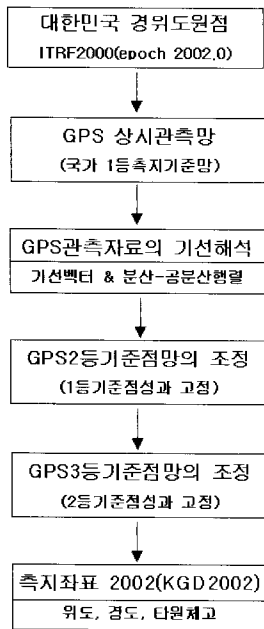 대한민국 경위도원점
ITRF2000(epoch 2002.0)
GPS 상시관측망
(국가 1등측지기준망)
GPS관측자료의 기선해석
기선벡터 & 분산-공분산행렬
GPS2등기준점망의 조정
(1등기준점성과 고정)
GPS3등기준점망의 조정
(2등기준점성과 고정)
측지좌표 2002(KGD2002)
위도, 경도, 타원체고